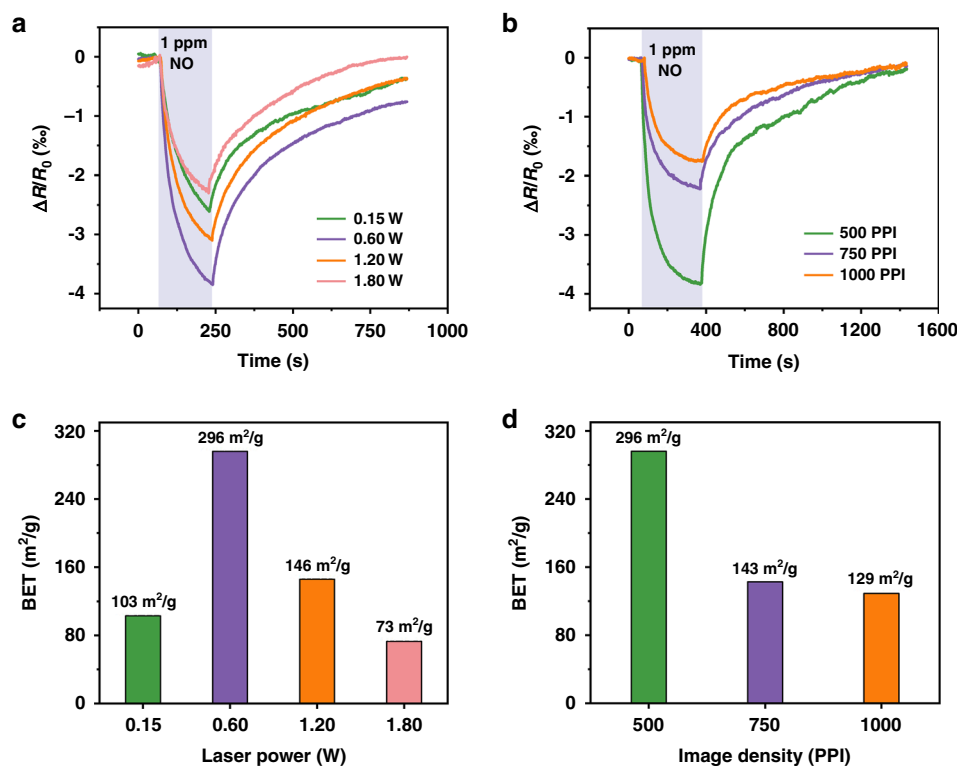 a
1 ppm
NO
0
−1
−2
−3
−4
ΔR/R₀ (‰)
0.15 W
0.60 W
1.20 W
1.80 W
0 250 500 750 1000
Time (s)
b
1 ppm
NO
0
−1
−2
−3
−4
ΔR/R₀ (‰)
500 PPI
750 PPI
1000 PPI
0 400 800 1200 1600
Time (s)
c
320
240
160
80
0
BET (m²/g)
103 m²/g
296 m²/g
146 m²/g
73 m²/g
0.15 0.60 1.20 1.80
Laser power (W)
d
320
240
160
80
0
BET (m²/g)
296 m²/g
143 m²/g
129 m²/g
500 750 1000
Image density (PPI)